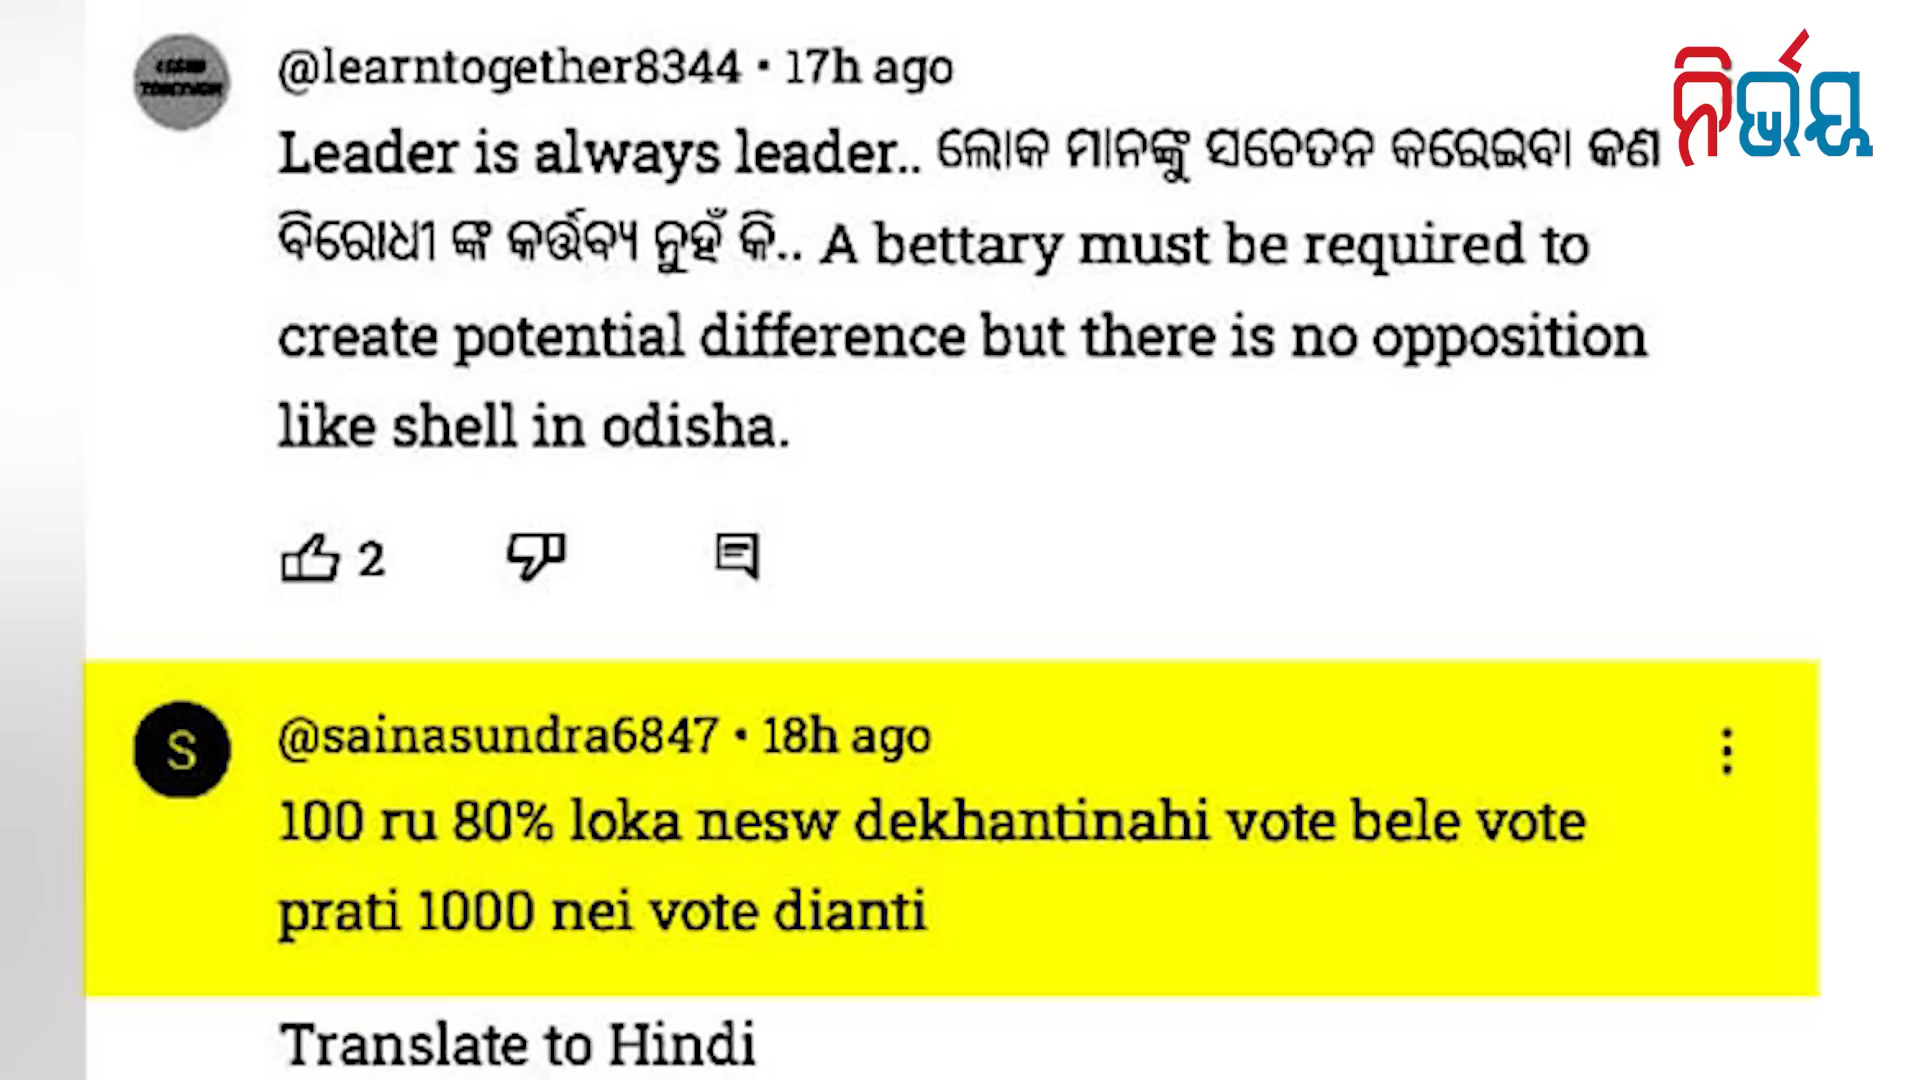 @learntogether8344 • 17h ago
ନିର୍ଭୟ
Leader is always leader.. ଲୋକ ମାନଙ୍କୁ ସଚେତନ କରେଇବା କଣ
ବିରୋଧୀ ଙ୍କ କର୍ତ୍ତବ୍ୟ ନୁହଁ କି.. A bettary must be required to
create potential difference but there is no opposition
like shell in odisha.
2
S
@sainasundra6847 • 18h ago
100 ru 80% loka nesw dekhantinahi vote bele vote
prati 1000 nei vote dianti
Translate to Hindi